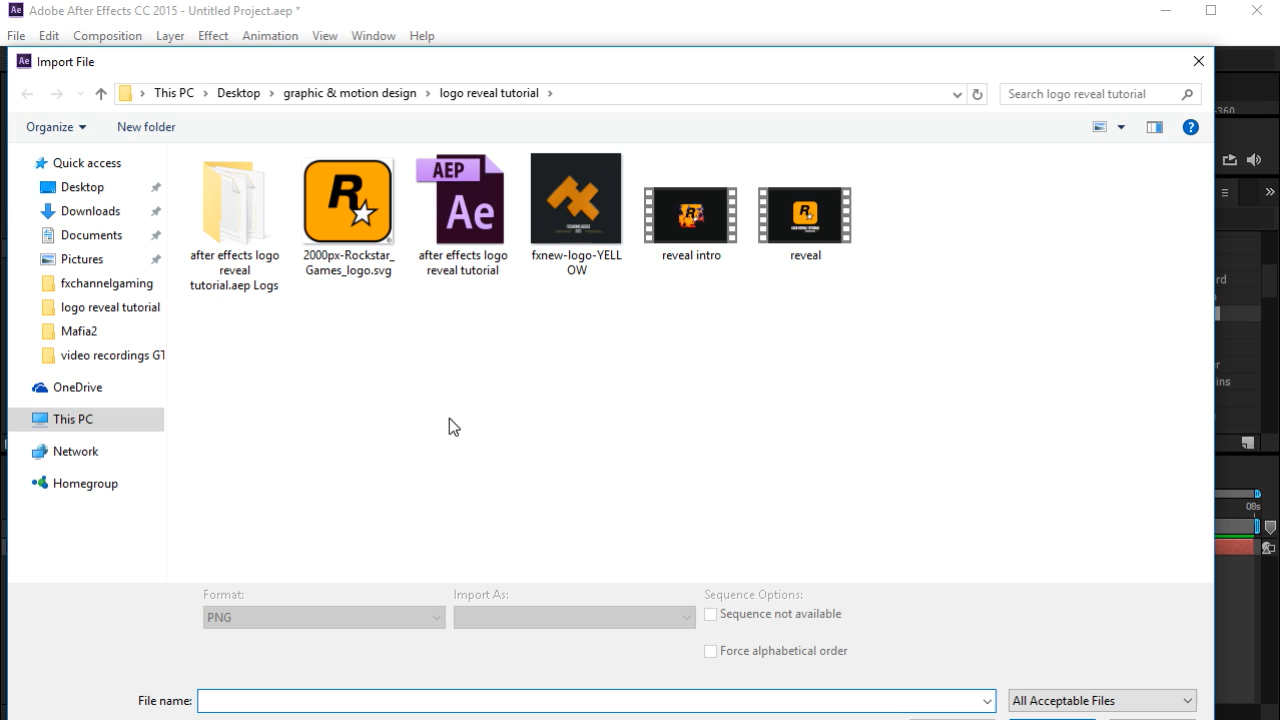 Adobe After Effects CC 2015 - Untitled Project.aep *
File Edit Composition Layer Effect Animation View Window Help
Import File
This PC Desktop graphic & motion design logo reveal tutorial
Search logo reveal tutorial
Organize New folder
Quick access
Desktop
Downloads
Documents
Pictures
fxchannelgaming
logo reveal tutorial
Mafia2
video recordings GT
OneDrive
This PC
Network
Homegroup
after effects logo
reveal
tutorial.aep Logs
2000px-Rockstar_
Games_logo.svg
AEP
Ae
after effects logo
reveal tutorial
fxnew-logo-YELL
OW
reveal intro
reveal
-360
08s
Format:
PNG
Import As:
Sequence Options:
Sequence not available
Force alphabetical order
File name:
All Acceptable Files